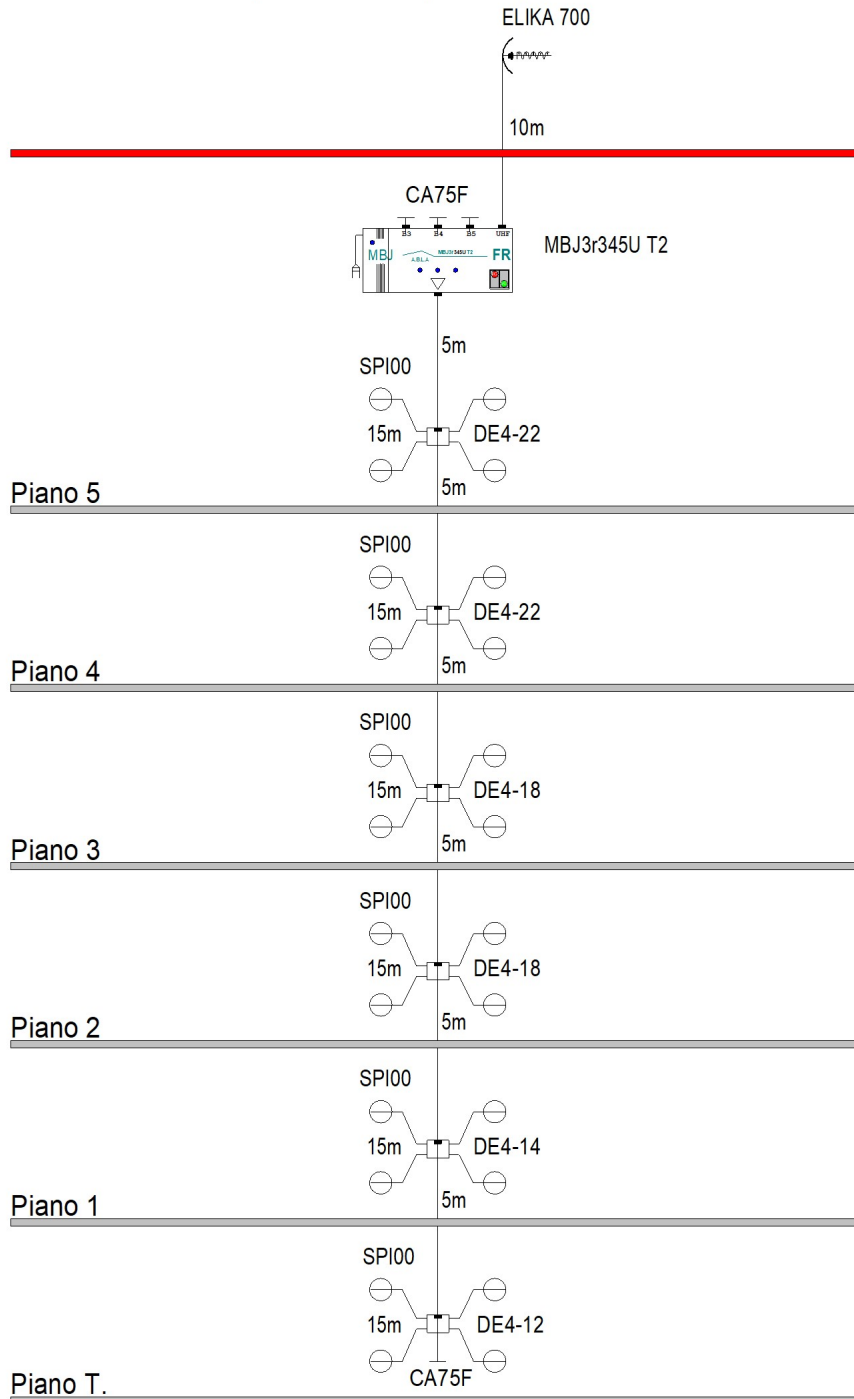 ELIKA 700
10m
CA75F
B3 B4 B5 UHF
MBJ MBJ3r345U T2 FR
A.BL.A
MBJ3r345U T2
5m
SPI00
15m DE4-22
5m
Piano 5
SPI00
15m DE4-22
5m
Piano 4
SPI00
15m DE4-18
5m
Piano 3
SPI00
15m DE4-18
5m
Piano 2
SPI00
15m DE4-14
5m
Piano 1
SPI00
15m DE4-12
CA75F
Piano T.